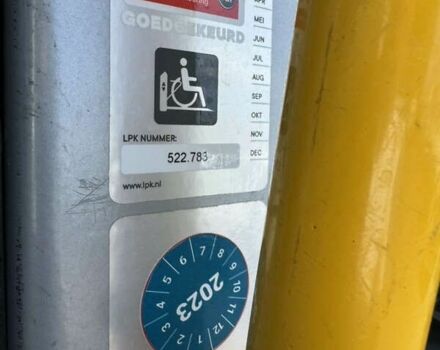 GOEDGEKEURD
APR
MEI
JUN
JUL
AUG
SEP
OKT
NOV
DEC
LPK NUMMER:
522.783
www.lpk.nl
1 2 3 4 5 6 7 8 9 10 11 12
2023